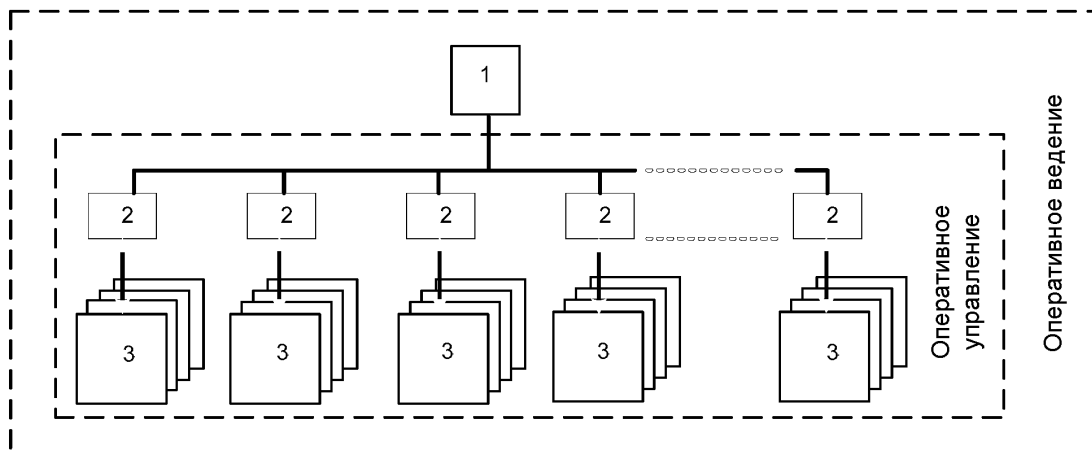 1
2 2 2 2 2
3 3 3 3 3
Оперативное
управление
Оперативное ведение